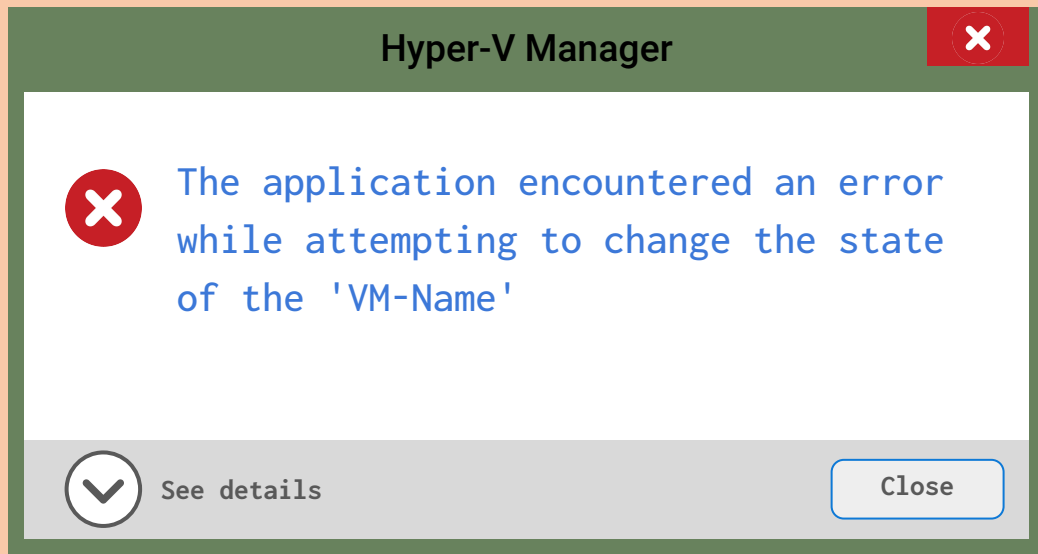 Hyper-V Manager
The application encountered an error
while attempting to change the state
of the 'VM-Name'
See details
Close